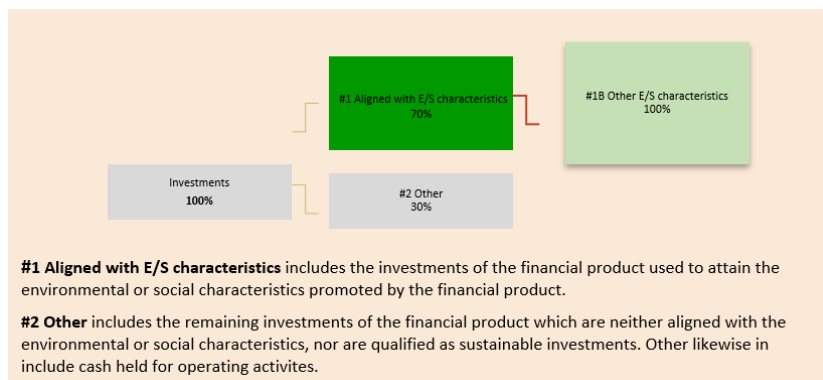 #1 Aligned with E/S characteristics
70%
#1B Other E/S characteristics
100%
Investments
100%
#2 Other
30%
#1 Aligned with E/S characteristics includes the investments of the financial product used to attain the
environmental or social characteristics promoted by the financial product.
#2 Other includes the remaining investments of the financial product which are neither aligned with the
environmental or social characteristics, nor are qualified as sustainable investments. Other likewise in
include cash held for operating activites.